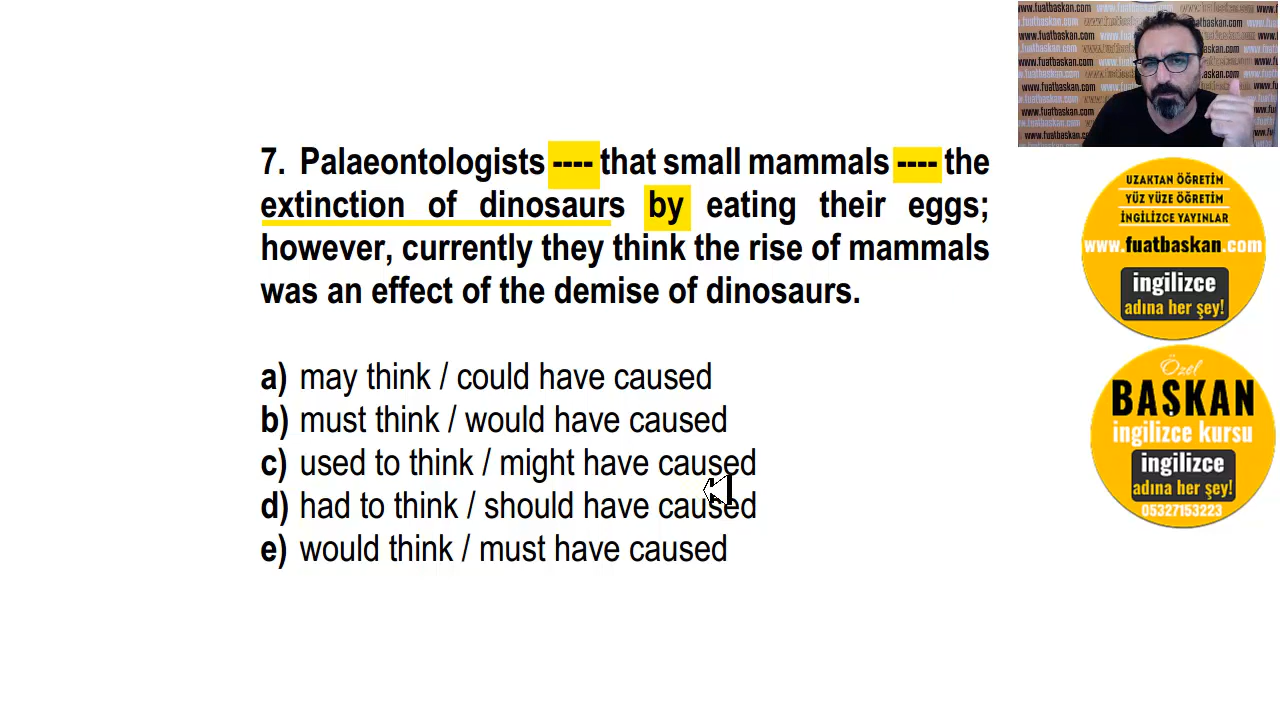 7. Palaeontologists ---- that small mammals ---- the
extinction of dinosaurs by eating their eggs;
however, currently they think the rise of mammals
was an effect of the demise of dinosaurs.
a) may think / could have caused
b) must think / would have caused
c) used to think / might have caused
d) had to think / should have caused
e) would think / must have caused
www.fuatbaskan.com
UZAKTAN ÖĞRETİM
YÜZ YÜZE ÖĞRETİM
İNGİLİZCE YAYINLAR
www.fuatbaskan.com
ingilizce
adına her şey!
Özel
BAŞKAN
ingilizce kursu
ingilizce
adına her şey!
05327153223